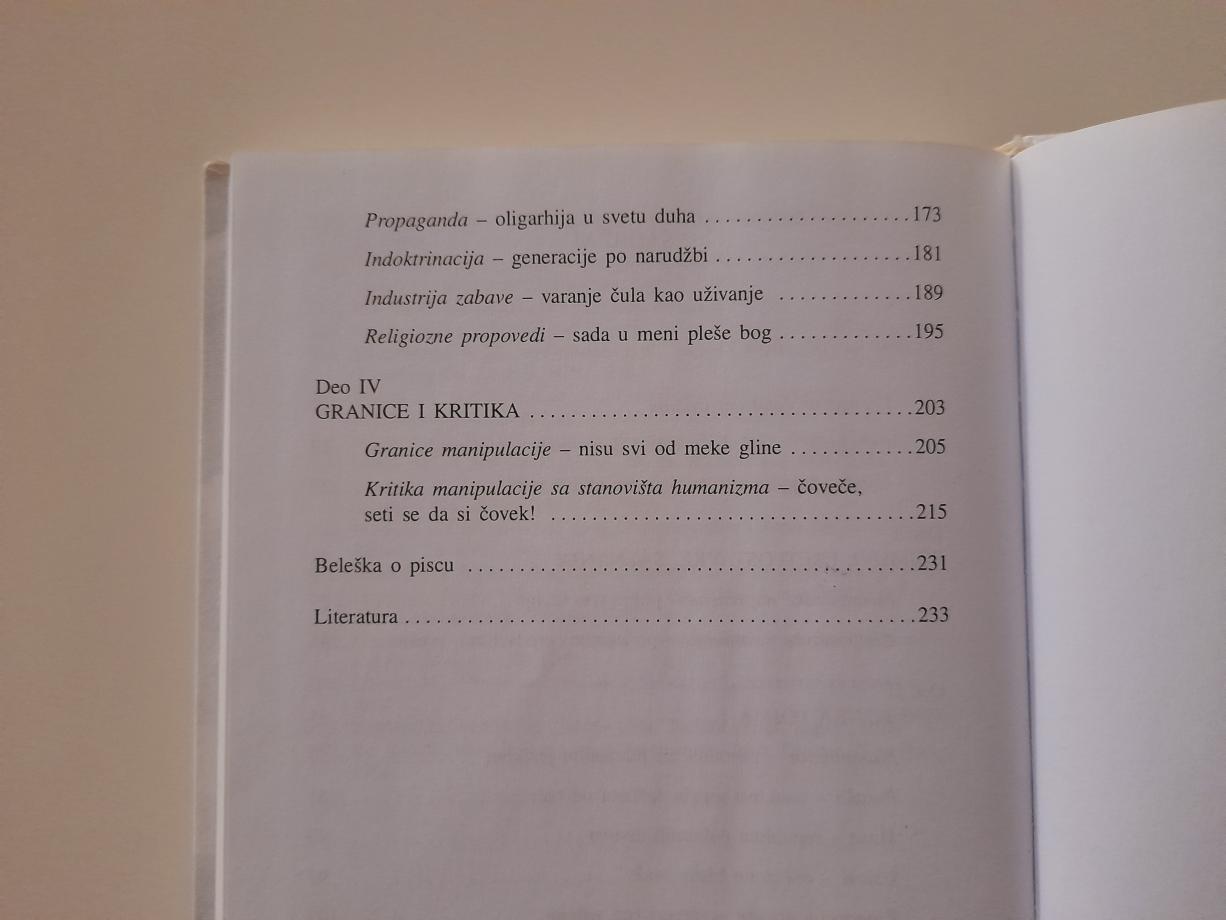 Propaganda – oligarhija u svetu duha ....................173
Indoktrinacija – generacije po narudžbi ...................181
Industrija zabave – varanje čula kao uživanje .............189
Religiozne propovedi – sada u meni pleše bog .............195
Deo IV
GRANICE I KRITIKA .....................................203
Granice manipulacije – nisu svi od meke gline ............205
Kritika manipulacije sa stanovišta humanizma – čoveče,
seti se da si čovek! ...................................215
Beleška o piscu ...........................................231
Literatura .................................................233